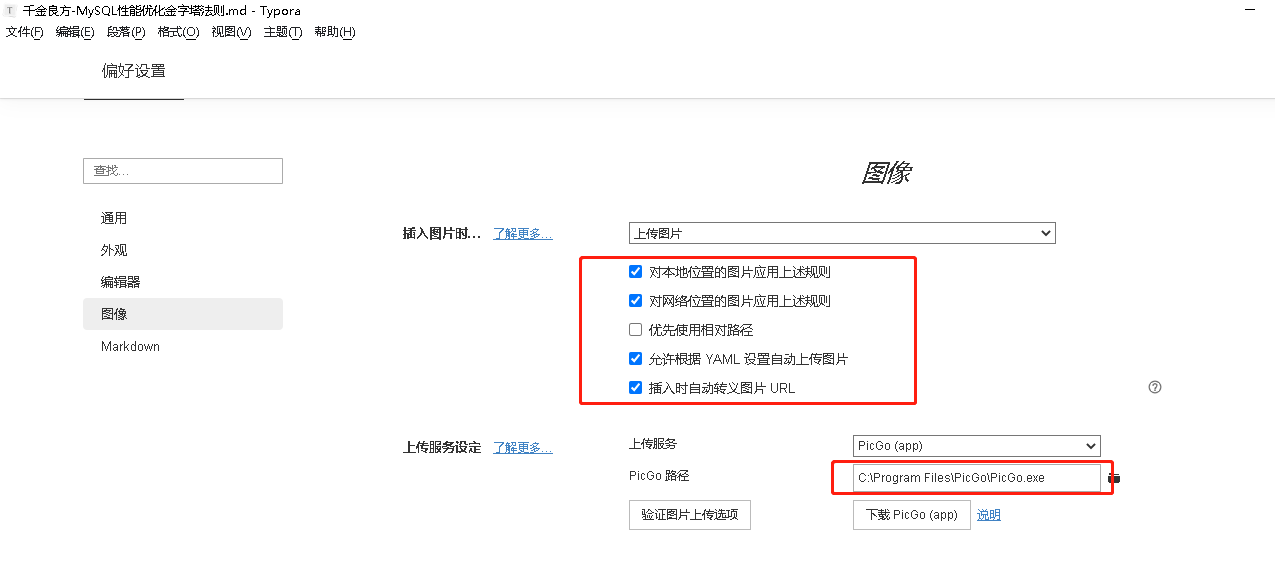 千金良方-MySQL性能优化金字塔法则.md - Typora
文件(F) 编辑(E) 段落(P) 格式(O) 视图(V) 主题(T) 帮助(H)
偏好设置
查找...
图像
通用
插入图片时... 了解更多... 上传图片
外观
对本地位置的图片应用上述规则
编辑器
对网络位置的图片应用上述规则
图像
优先使用相对路径
Markdown
允许根据 YAML 设置自动上传图片
插入时自动转义图片 URL
上传服务设定 了解更多... 上传服务 PicGo (app)
PicGo 路径 C:\Program Files\PicGo\PicGo.exe
验证图片上传选项 下载 PicGo (app) 说明